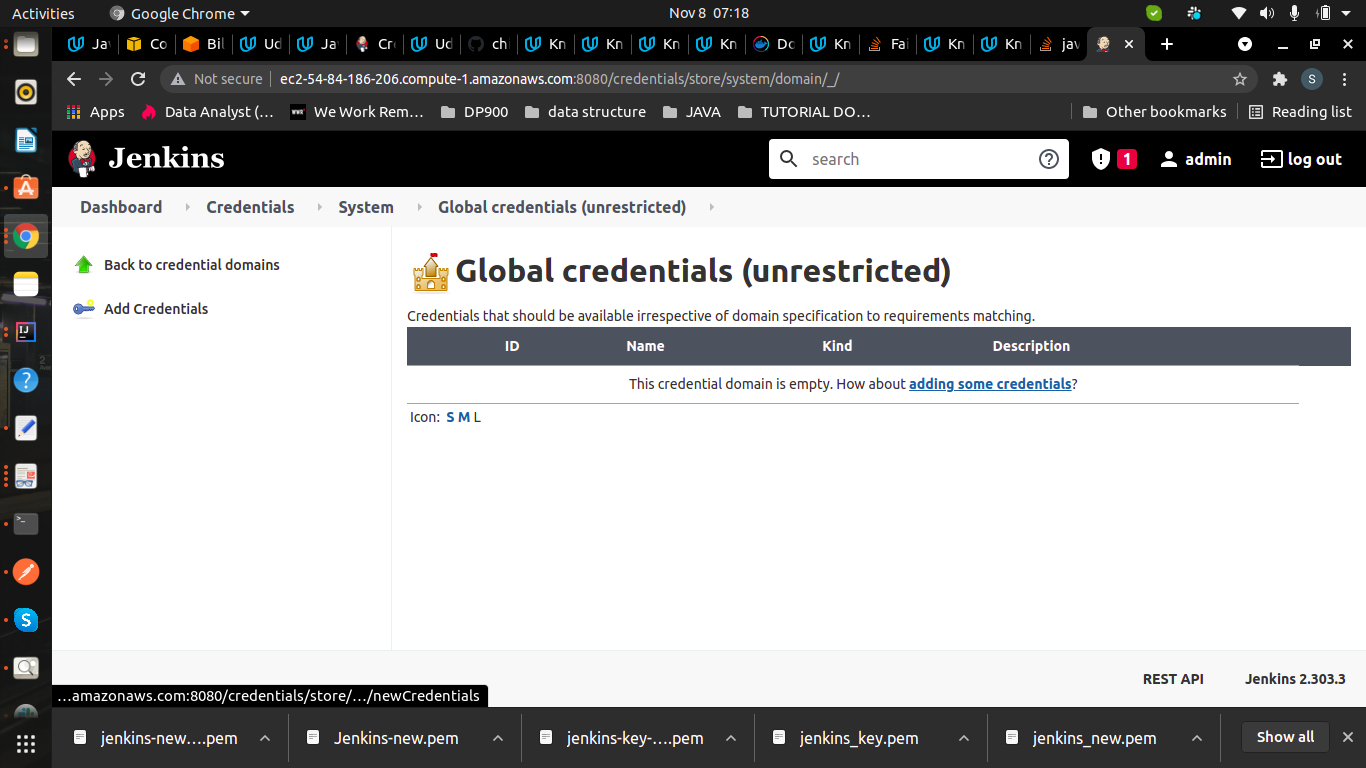 Activities Google Chrome Nov 8 07:18
Jav Co Bil Ud Jav Cre Ud ch Kn Kn Kn Kn Do Kn Fai Kn Kn jav
Not secure ec2-54-84-186-206.compute-1.amazonaws.com:8080/credentials/store/system/domain/_/ S
Apps Data Analyst (… We Work Rem… DP900 data structure JAVA TUTORIAL DO… Other bookmarks Reading list
Jenkins search 1 admin log out
Dashboard Credentials System Global credentials (unrestricted)
Back to credential domains
Add Credentials
Global credentials (unrestricted)
Credentials that should be available irrespective of domain specification to requirements matching.
ID Name Kind Description
This credential domain is empty. How about adding some credentials?
Icon: S M L
REST API Jenkins 2.303.3
…amazonaws.com:8080/credentials/store/…/newCredentials
jenkins-new….pem Jenkins-new.pem jenkins-key-….pem jenkins_key.pem jenkins_new.pem Show all